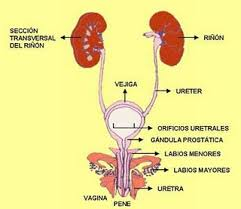 SECCIÓN
TRANSVERSAL
DEL RIÑÓN
RIÑÓN
VEJIGA
URETER
ORIFICIOS URETRALES
GÁNDULA PROSTÁTICA
LABIOS MENORES
LABIOS MAYORES
URETRA
VAGINA
PENE